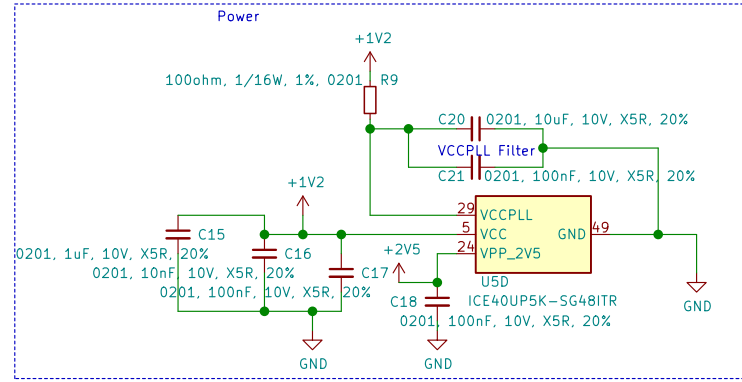 Power
+1V2
100ohm, 1/16W, 1%, 0201 R9
C20 0201, 10uF, 10V, X5R, 20%
VCCPLL Filter
C21 0201, 100nF, 10V, X5R, 20%
+1V2
29 VCCPLL
5 VCC GND 49
24 VPP_2V5
C15
0201, 1uF, 10V, X5R, 20%
C16
0201, 10nF, 10V, X5R, 20%
C17
0201, 100nF, 10V, X5R, 20%
+2V5
U5D
C18 ICE40UP5K-SG48ITR
0201, 100nF, 10V, X5R, 20%
GND
GND
GND